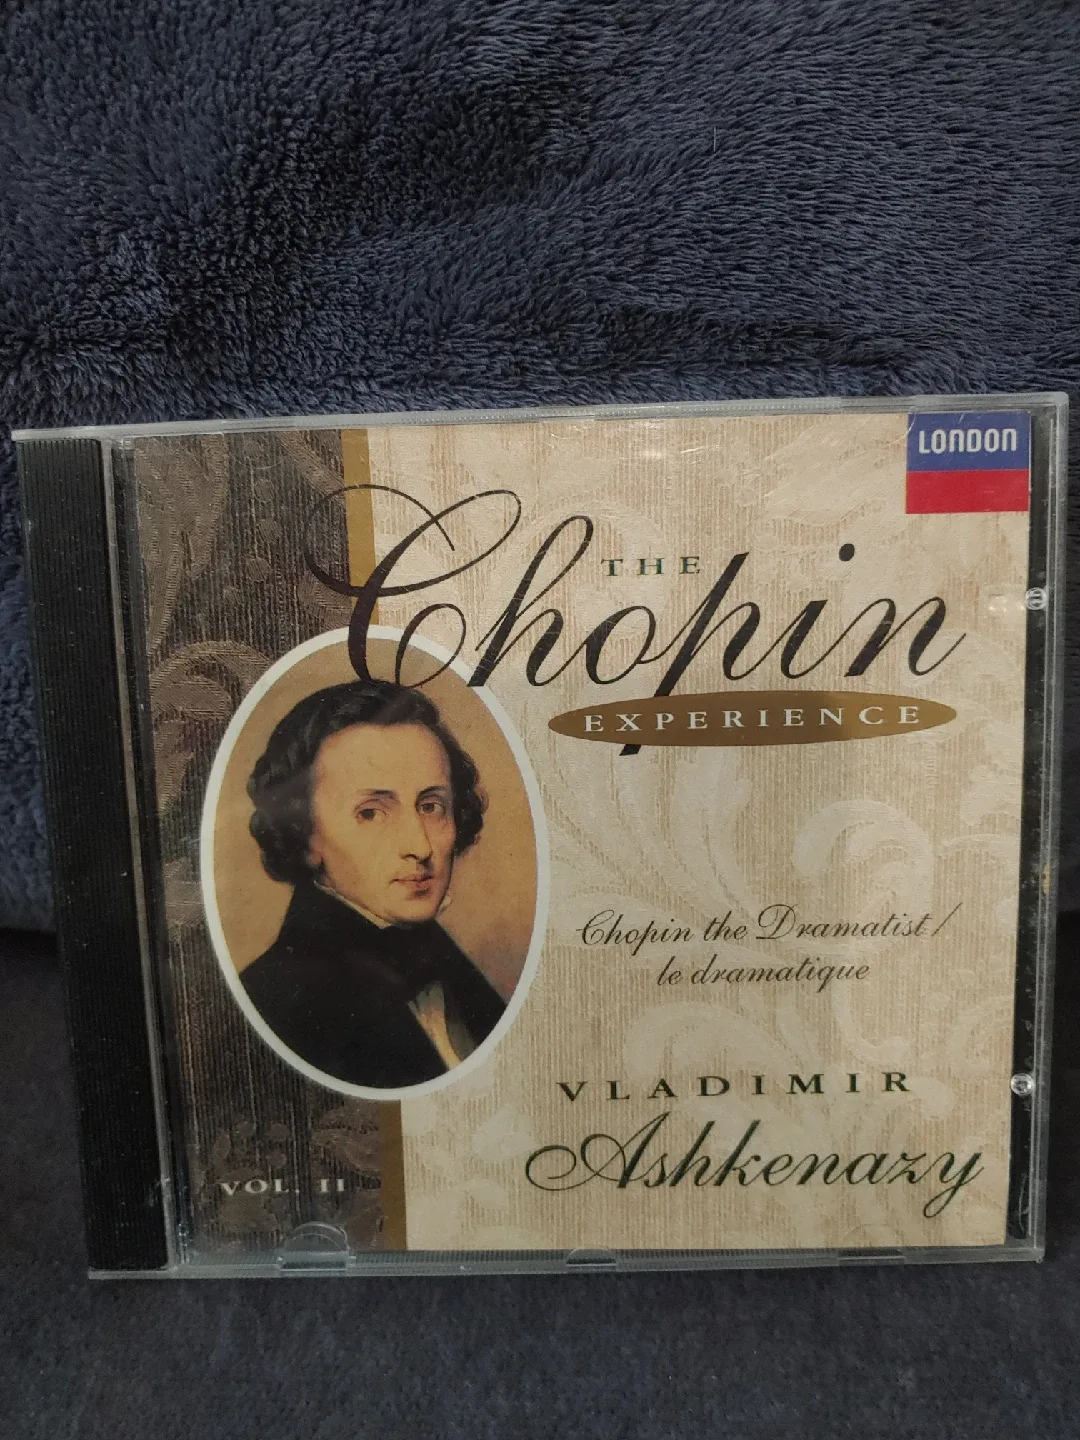 LONDON
THE
Chopin
EXPERIENCE
Chopin the Dramatist /
le dramatique
VLADIMIR
Ashkenazy
VOL. II